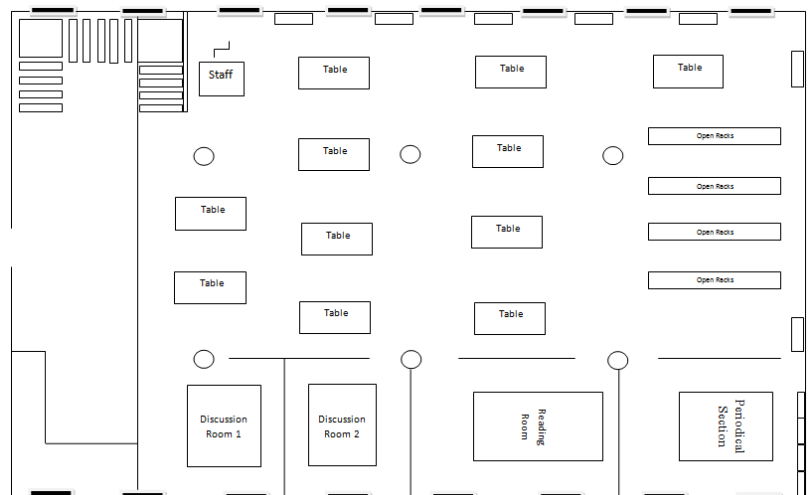 Staff
Table
Table
Table
Open Racks
Table
Table
Open Racks
Table
Table
Table
Open Racks
Table
Open Racks
Table
Table
Discussion
Room 1
Discussion
Room 2
Reading
Room
Periodical
Section